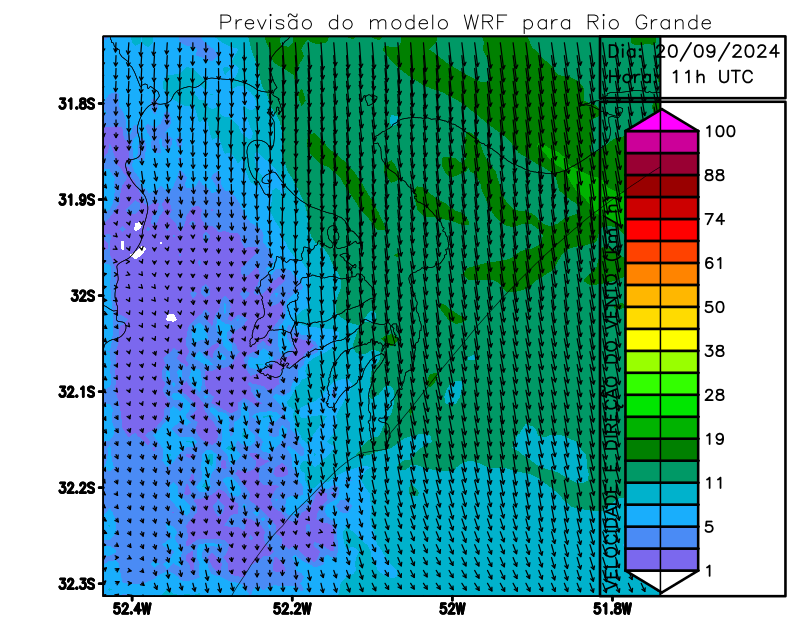 Previsão do modelo WRF para Rio Grande
Dia: 20/09/2024
Hora: 11h UTC
31.8S
31.9S
32S
32.1S
32.2S
32.3S
52.4W
52.2W
52W
51.8W
VELOCIDADE E DIREÇÃO DO VENTO (km/h)
100
88
74
61
50
38
28
19
11
5
1